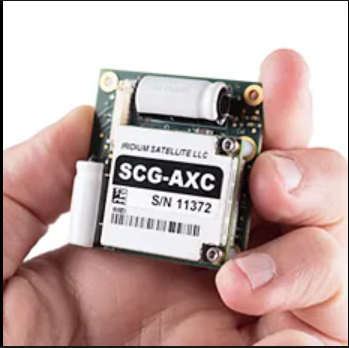 IRIDIUM SATELLITE LLC
SCG-AXC
S/N 11372